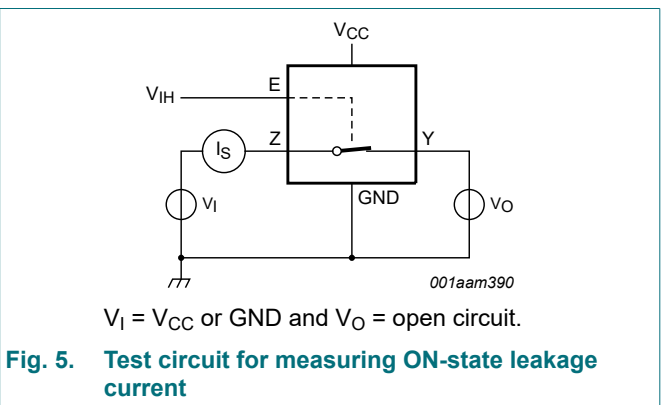 VCC
VIH
E
IS
Z
Y
VI
GND
VO
001aam390
VI = VCC or GND and VO = open circuit.
Fig. 5. Test circuit for measuring ON-state leakage
current